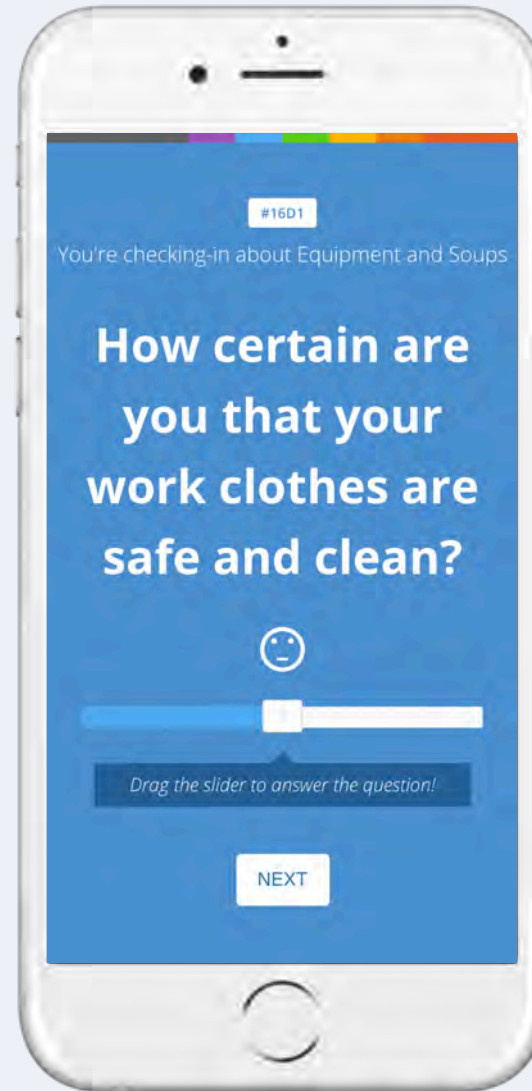 #16D1
You're checking-in about Equipment and Soups
How certain are
you that your
work clothes are
safe and clean?
Drag the slider to answer the question!
NEXT